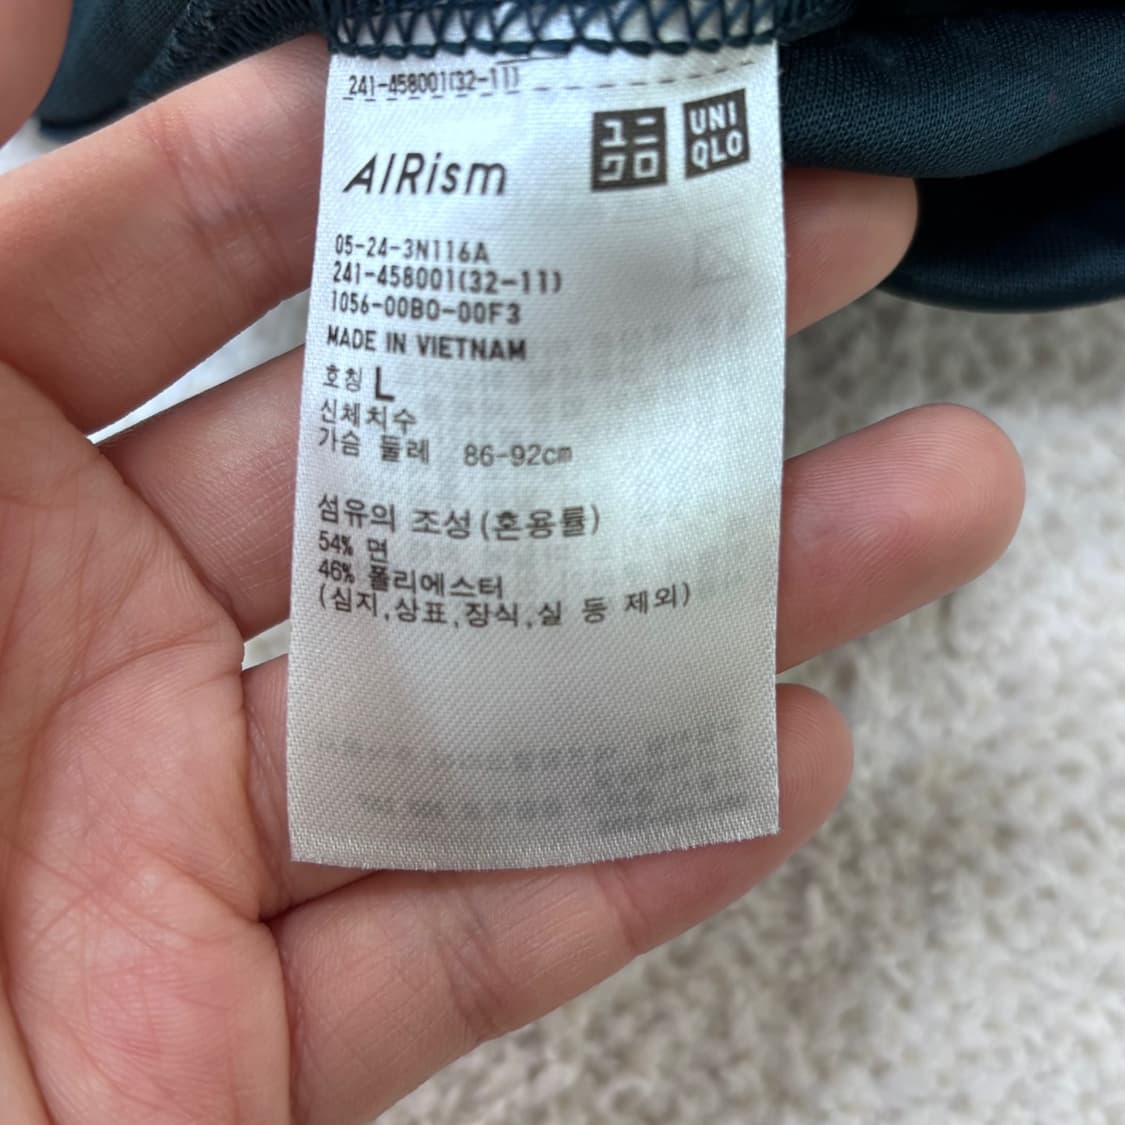 241-458001(32-11)
AIRism
ユニ
クロ
UNI
QLO
05-24-3N116A
241-458001(32-11)
1056-00B0-00F3
MADE IN VIETNAM
호칭 L
신체치수
가슴 둘레 86-92cm
섬유의 조성(혼용률)
54% 면
46% 폴리에스터
(심지,상표,장식,실 등 제외)